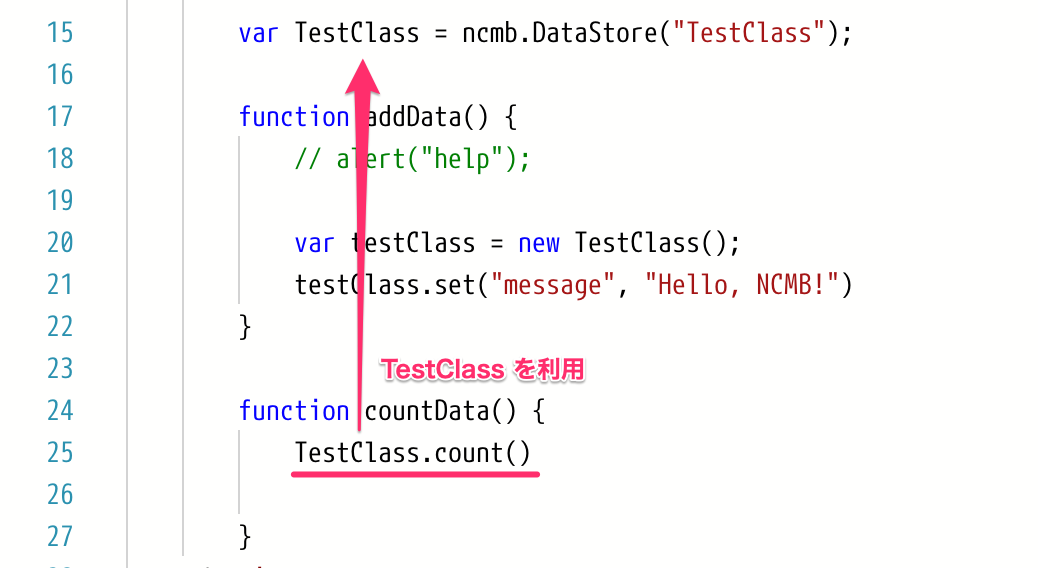 15 var TestClass = ncmb.DataStore("TestClass");
16
17 function addData() {
18 // alert("help");
19
20 var testClass = new TestClass();
21 testClass.set("message", "Hello, NCMB!")
22 }
23 TestClass を利用
24 function countData() {
25 TestClass.count()
26
27 }